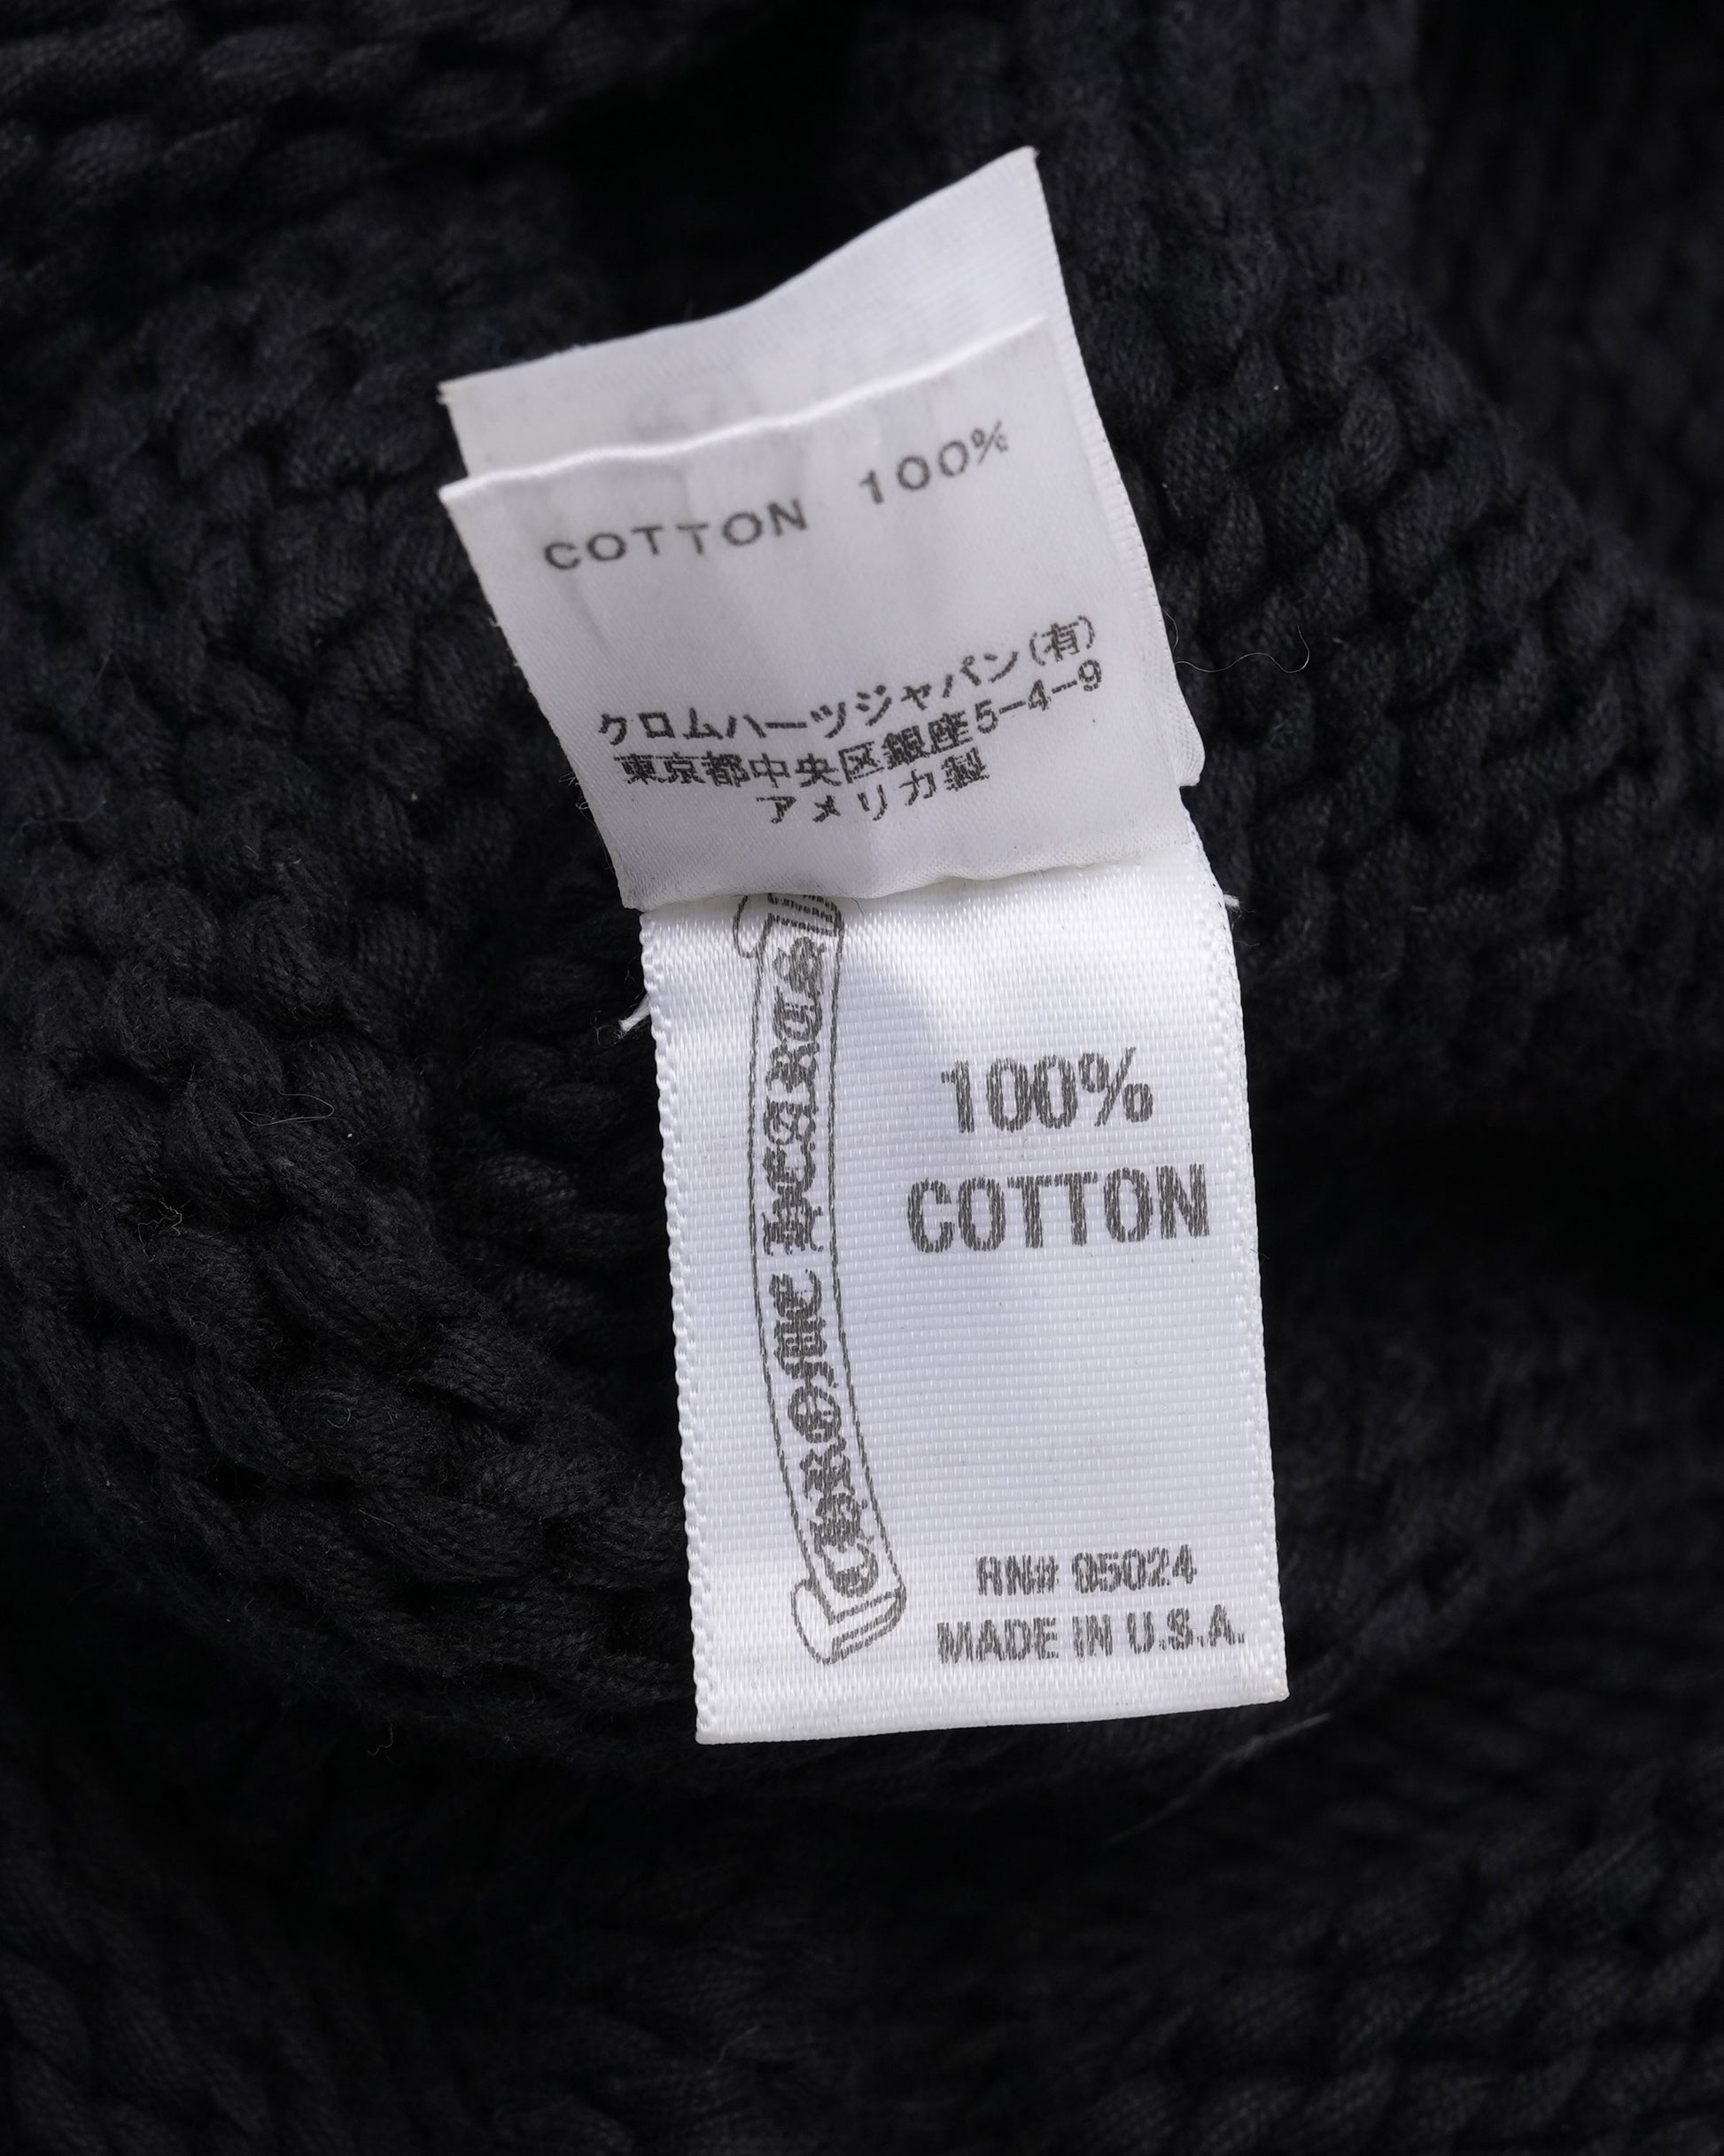 COTTON 100%
クロムハーツジャパン(有)
東京都中央区銀座5-4-9
アメリカ製
CHROME HEARTS
100%
COTTON
RN# 95024
MADE IN U.S.A.